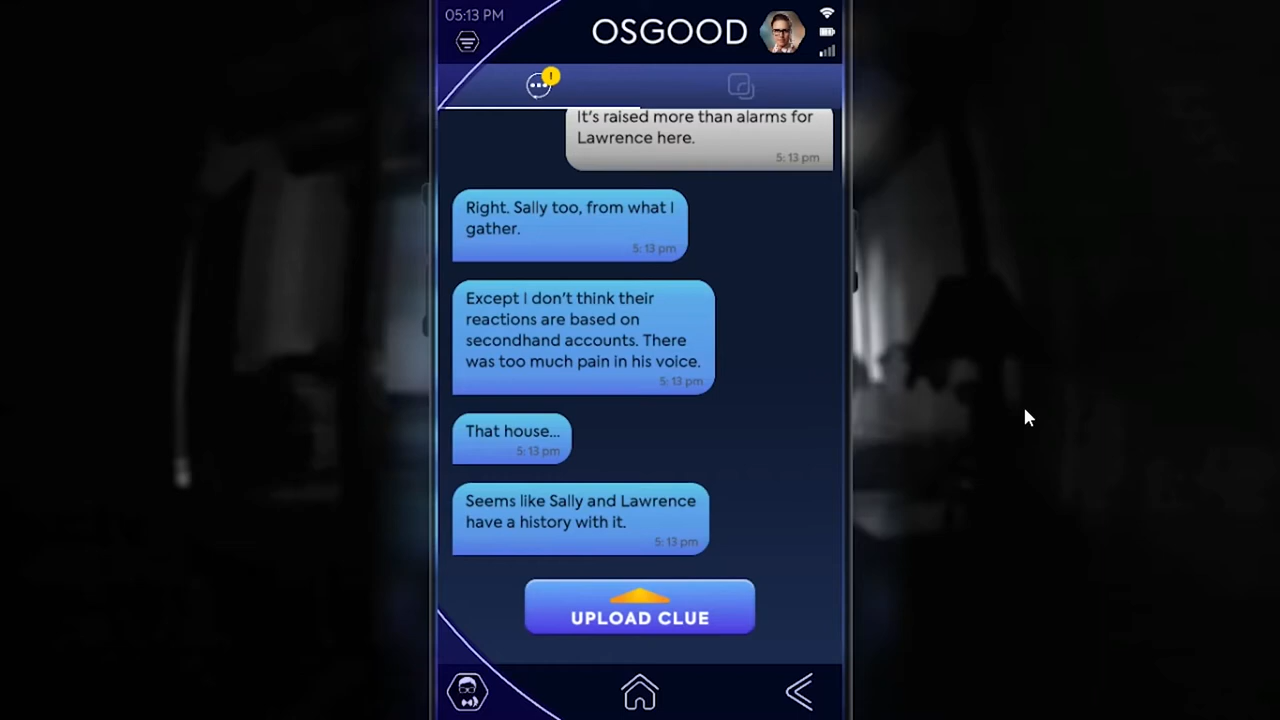 05:13 PM
OSGOOD
!
It's raised more than alarms for
Lawrence here.
5:13 pm
Right. Sally too, from what I
gather.
5:13 pm
Except I don't think their
reactions are based on
secondhand accounts. There
was too much pain in his voice.
5:13 pm
That house...
5:13 pm
Seems like Sally and Lawrence
have a history with it.
5:13 pm
UPLOAD CLUE